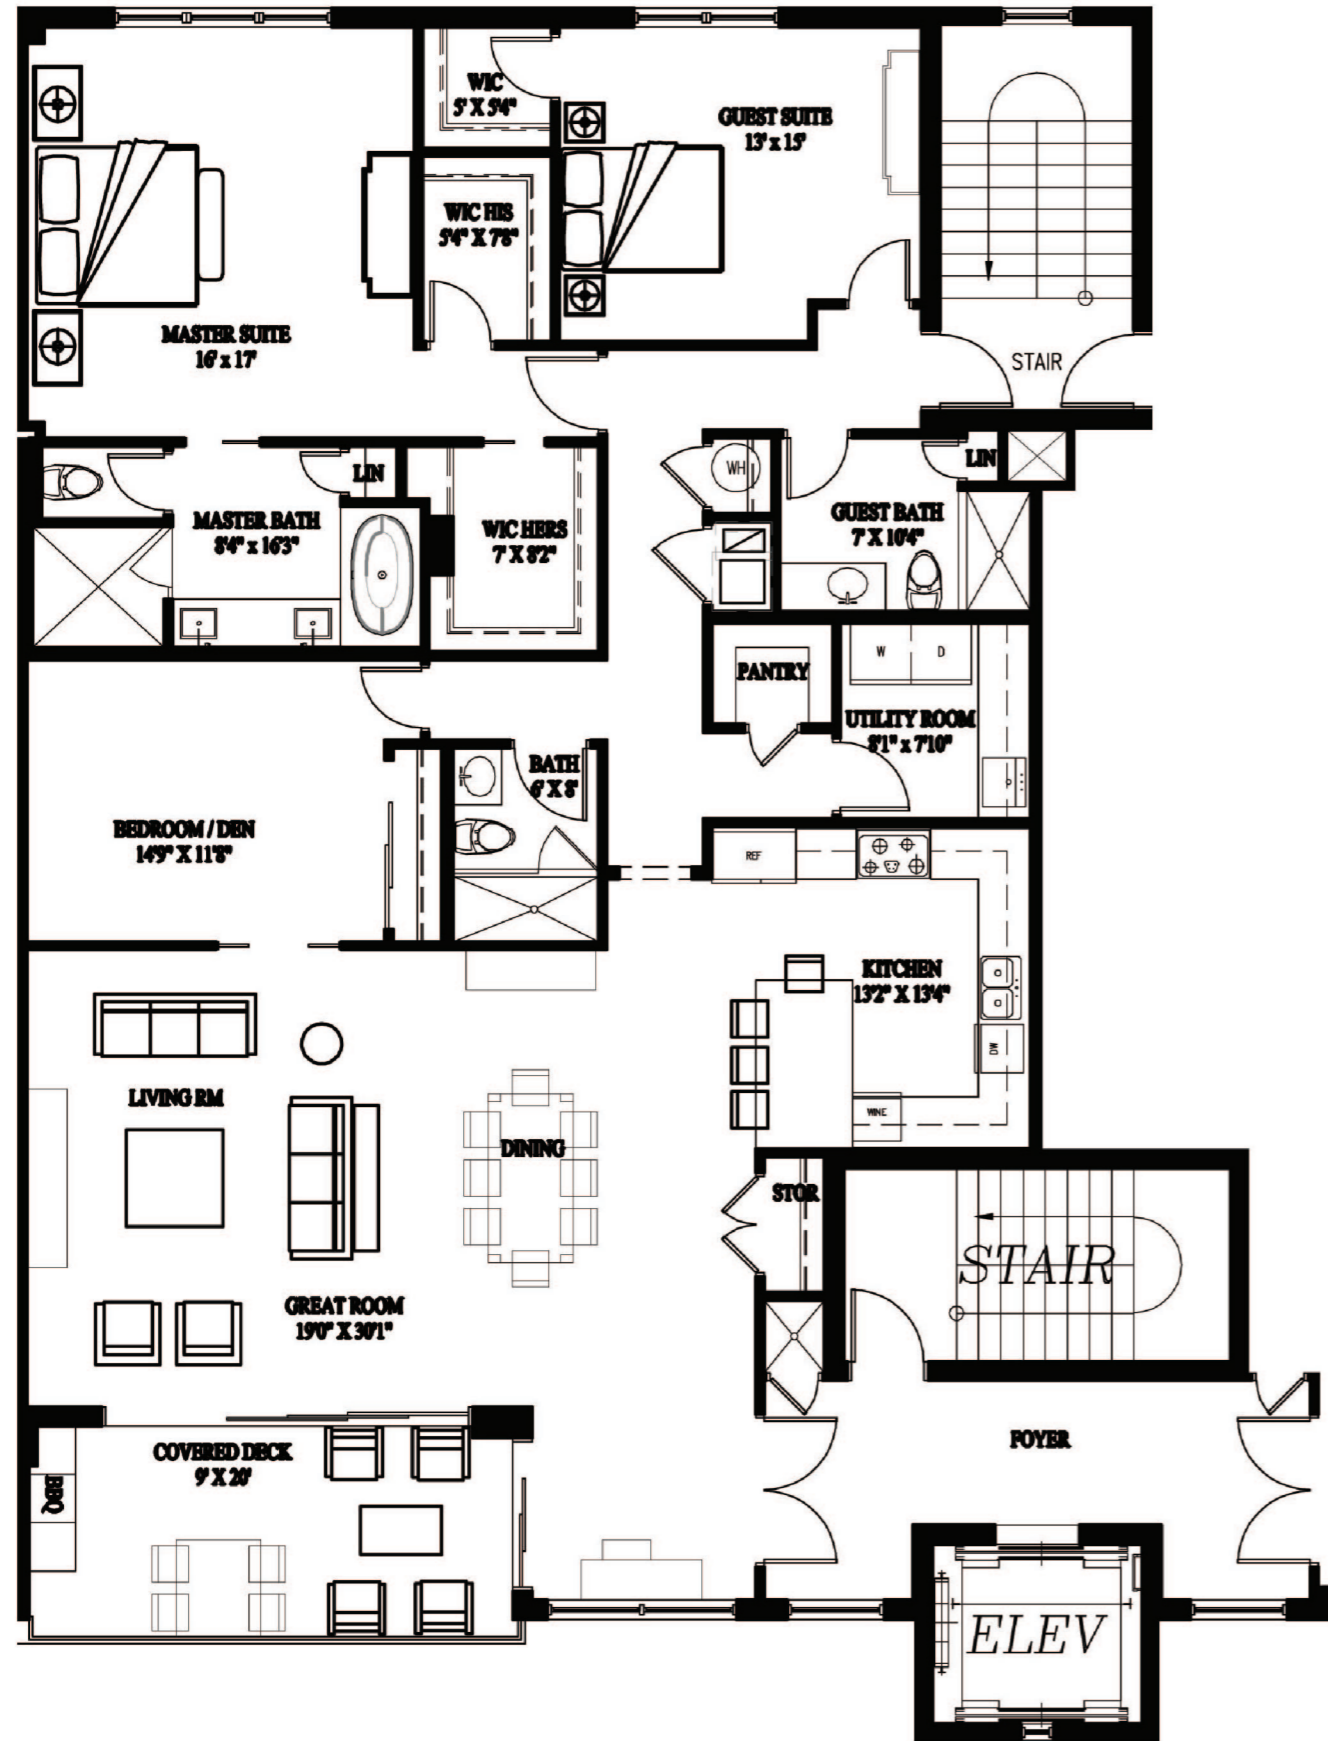 WIC
5' X 5'4"
GUEST SUITE
13' x 15'
WIC HIS
5'4" X 7'8"
MASTER SUITE
16' x 17'
STAIR
LIN
WH
LIN
MASTER BATH
8'4" x 16'3"
WIC HERS
7' X 8'2"
GUEST BATH
7' X 10'4"
W
D
PANTRY
UTILITY ROOM
8'1" x 7'10"
BATH
6' X 8'
BEDROOM / DEN
14'9" X 11'8"
REF
KITCHEN
13'2" X 13'4"
DW
LIVING RM
WINE
DINING
STOR
STAIR
GREAT ROOM
19'0" X 30'1"
COVERED DECK
9' X 20'
FOYER
BBQ
ELEV